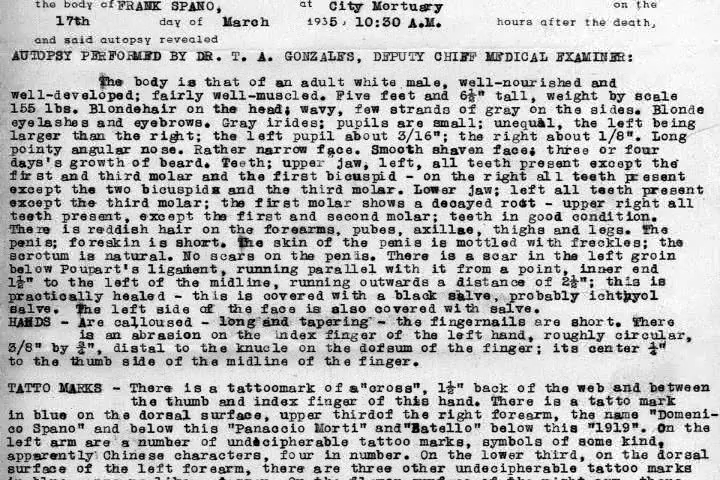 the body of FRANK SPANO, at City Mortuary on the
17th day of March 1935, 10:30 A.M. hours after the death,
and said autopsy revealed
AUTOPSY PERFORMED BY DR. T. A. GONZALES, DEPUTY CHIEF MEDICAL EXAMINER:
The body is that of an adult white male, well-nourished and
well-developed; fairly well-muscled. Five feet and 6½" tall, weight by scale
155 lbs. Blondehair on the head; wavy, few strands of gray on the sides. Blonde
eyelashes and eyebrows. Gray irides; pupils are small; unequal, the left being
larger than the right; the left pupil about 3/16"; the right about 1/8". Long
pointy angular nose. Rather narrow face. Smooth shaven face; three or four
day's growth of beard. Teeth; upper jaw, left, all teeth present except the
first and third molar and the first bicuspid - on the right all teeth present
except the two bicuspids and the third molar. Lower jaw; left all teeth present
except the third molar; the first molar shows a decayed root - upper right all
teeth present, except the first and second molar; teeth in good condition.
There is reddish hair on the forearms, pubes, axillae, thighs and legs. The
penis; foreskin is short. The skin of the penis is mottled with freckles; the
scrotum is natural. No scars on the penis. There is a scar in the left groin
below Poupart's ligament, running parallel with it from a point, inner end
1½" to the left of the midline, running outwards a distance of 2½"; this is
practically healed - this is covered with a black salve, probably ichthyol
salve. The left side of the face is also covered with salve.
HANDS - Are calloused - long and tapering - the fingernails are short. There
is an abrasion on the index finger of the left hand, roughly circular,
3/8" by distal to the knucle on the dofsum of the finger; its center
to the thumb side of the midline of the finger.
TATTO MARKS - There is a tattoomark of a"cross", 1½" back of the web and between
the thumb and index finger of this hand. There is a tatto mark
in blue on the dorsal surface, upper thirdof the right forearm, the name "Domeni-
co Spano" and below this "Panaccio Morti" and "Batello" below this "1919". On the
left arm are a number of undecipherable tattoo marks, symbols of some kind,
apparently Chinese characters, four in number. On the lower third, on the dorsal
surface of the left forearm, there are three other undecipherable tattoo marks